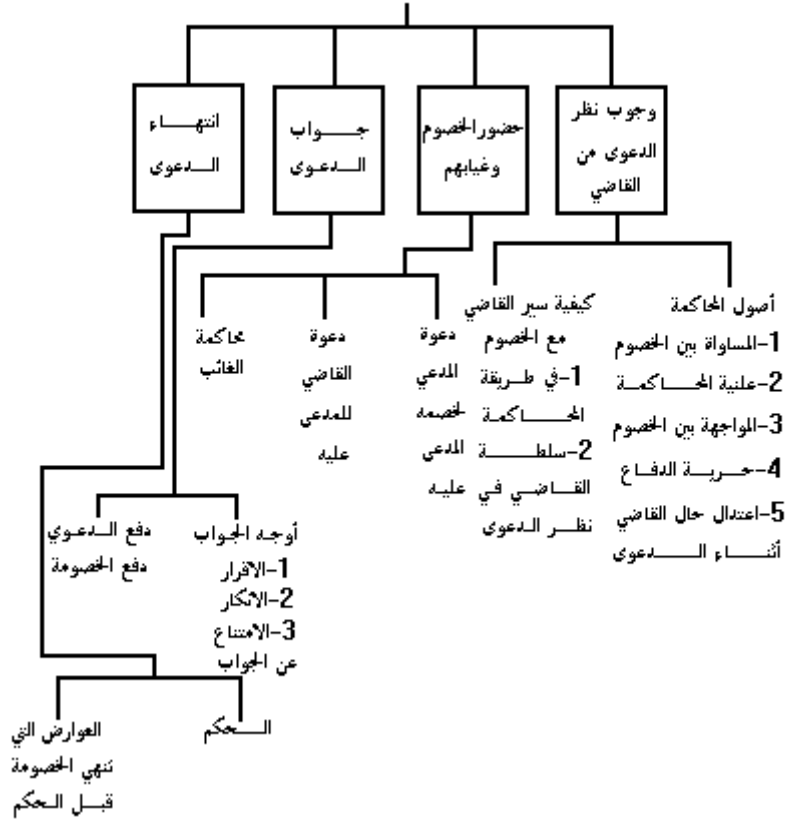 وجوب نظر
الدعوى من
القاضي
حضور الخصوم
وغيابهم
جواب
الدعوى
انتهاء
الدعوى
أصول المحاكمة
1-المساواة بين الخصوم
2-علنية المحاكمة
3-المواجهة بين الخصوم
4-حرية الدفاع
5-اعتدال حال القاضي
أثناء الدعوى
كيفية سير القاضي
مع الخصوم
1-في طريقة
المحاكمة
2-سلطة
القاضي في
نظر الدعوى
دعوة
المدعي
لخصمه
المدعي
عليه
دعوة
القاضي
للمدعي
عليه
محاكمة
الغائب
أوجه الجواب
1-الاقرار
2-الانكار
3-الامتناع
عن الجواب
دفع الدعوي
دفع الخصومة
الحكم
العوارض التي
تنهي الخصومة
قبل الحكم